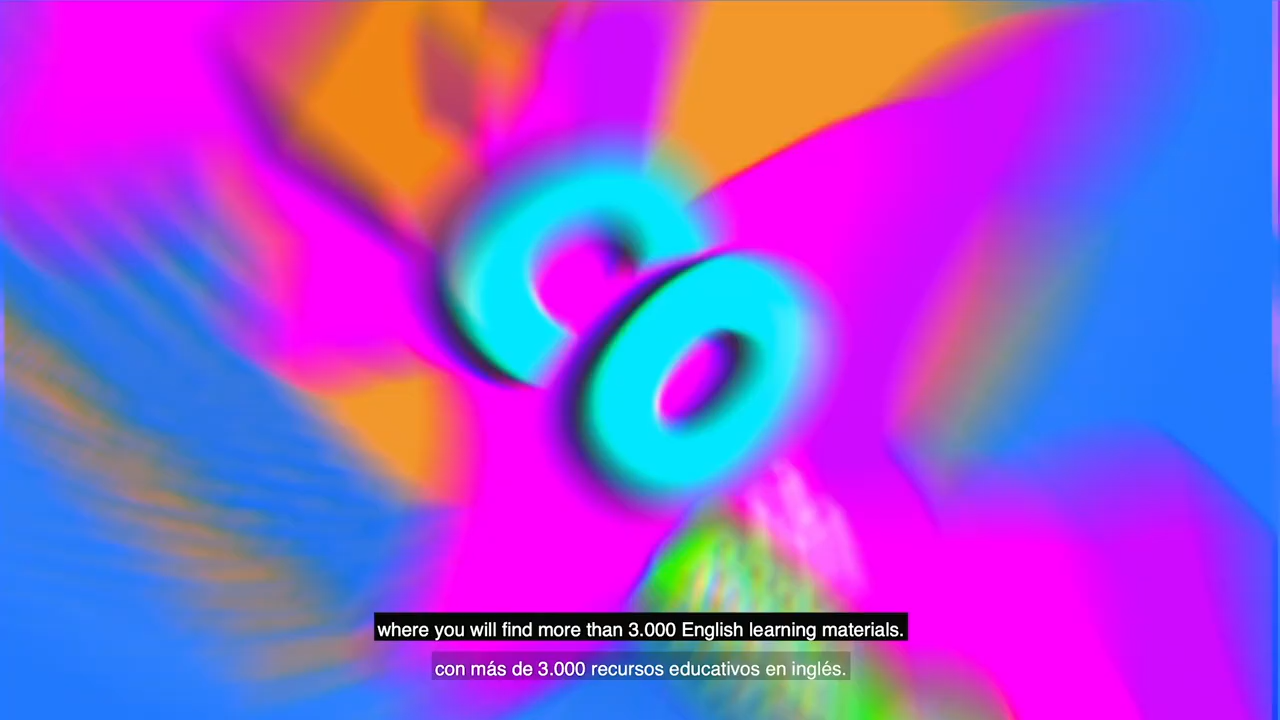 CO
where you will find more than 3.000 English learning materials.
con más de 3.000 recursos educativos en inglés.